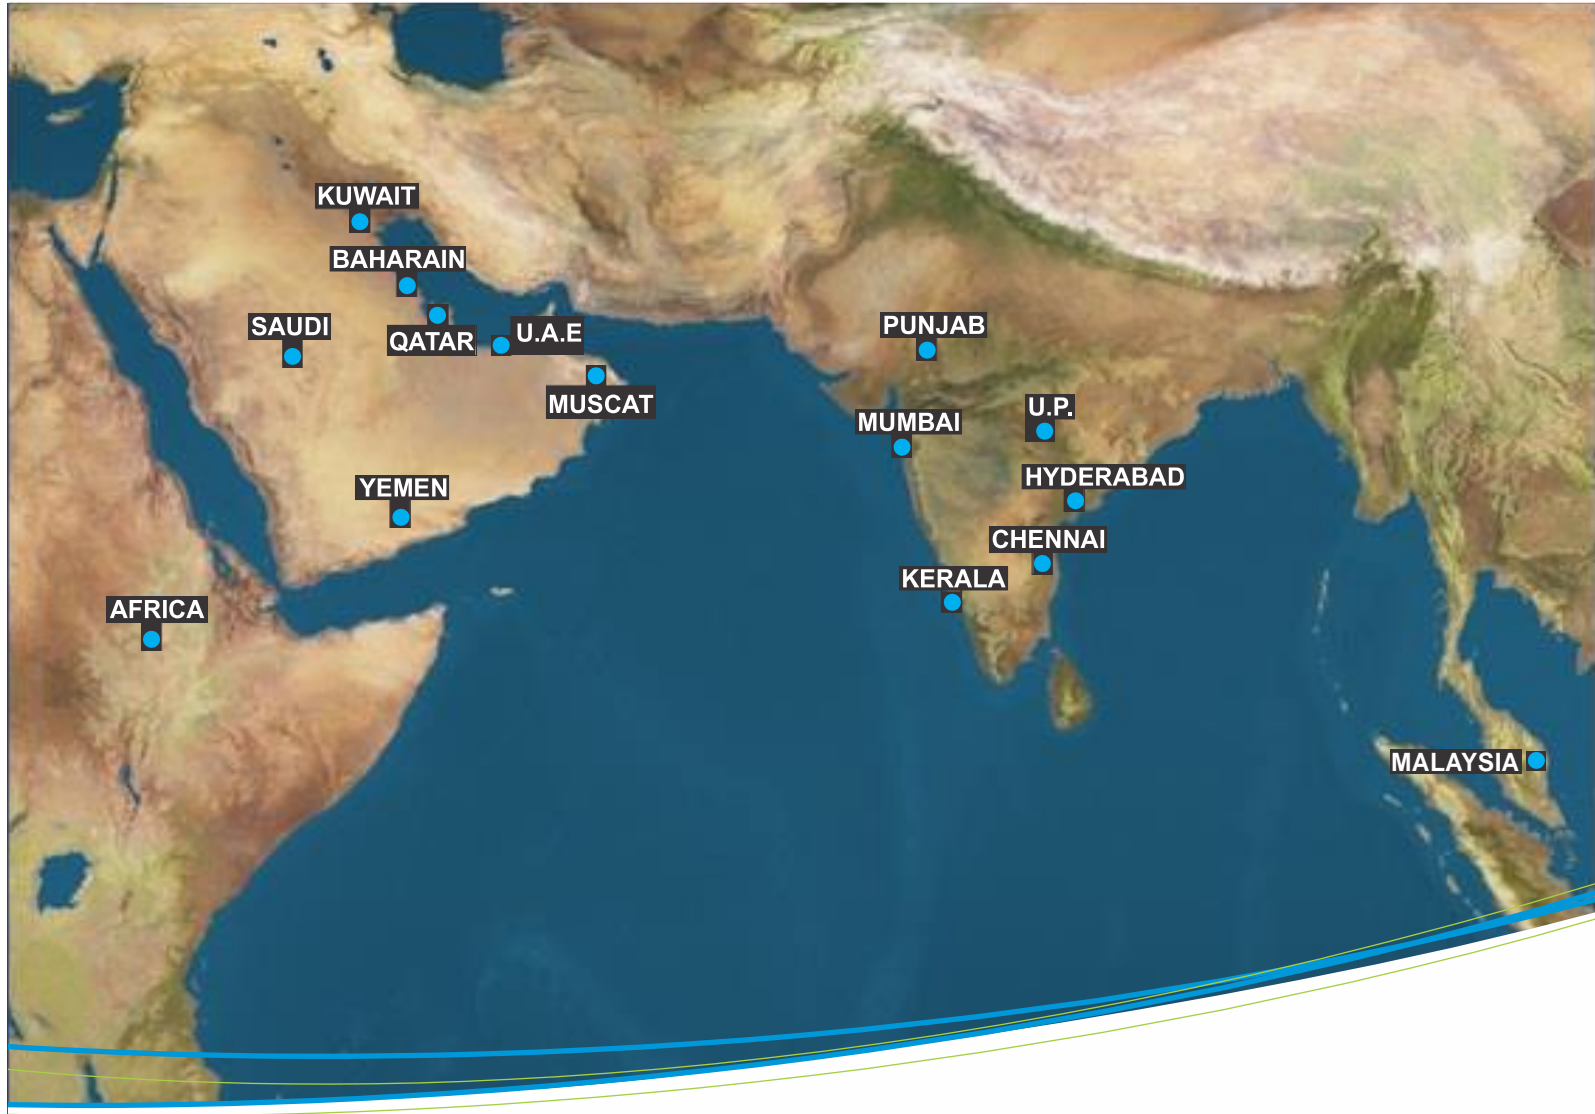 KUWAIT
BAHARAIN
SAUDI
QATAR
U.A.E
MUSCAT
YEMEN
AFRICA
PUNJAB
MUMBAI
U.P.
HYDERABAD
CHENNAI
KERALA
MALAYSIA